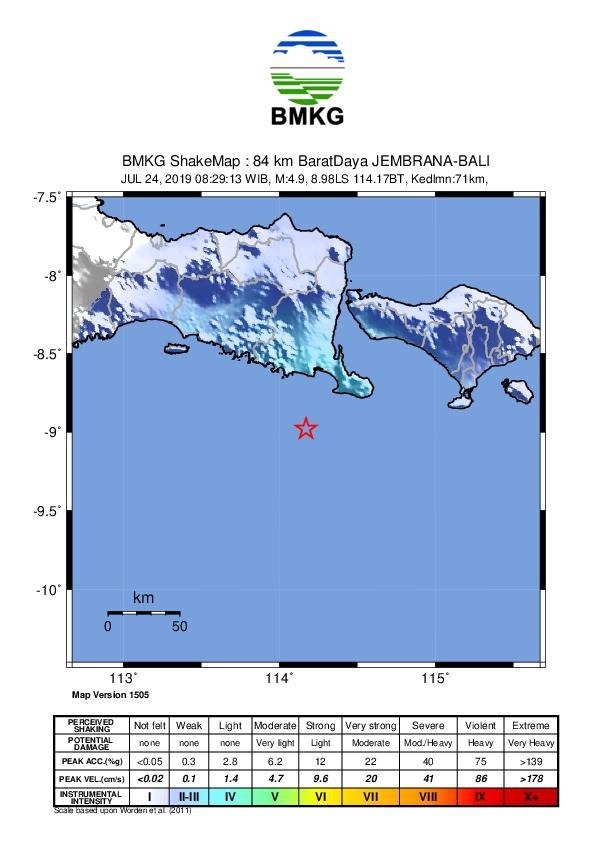 BMKG
BMKG ShakeMap : 84 km BaratDaya JEMBRANA-BALI
JUL 24, 2019 08:29:13 WIB, M:4.9, 8.98LS 114.17BT, Kedlmn:71km,
-7.5˚
-8˚
-8.5˚
-9˚
-9.5˚
-10˚
km
0 50
113˚ 114˚ 115˚
Map Version 1505
PERCEIVED SHAKING Not felt Weak Light Moderate Strong Very strong Severe Violent Extreme
POTENTIAL DAMAGE none none none Very light Light Moderate Mod./Heavy Heavy Very Heavy
PEAK ACC.(%g) <0.05 0.3 2.8 6.2 12 22 40 75 >139
PEAK VEL.(cm/s) <0.02 0.1 1.4 4.7 9.6 20 41 86 >178
INSTRUMENTAL INTENSITY I II-III IV V VI VII VIII IX X+
Scale based upon Worden et al. (2011)